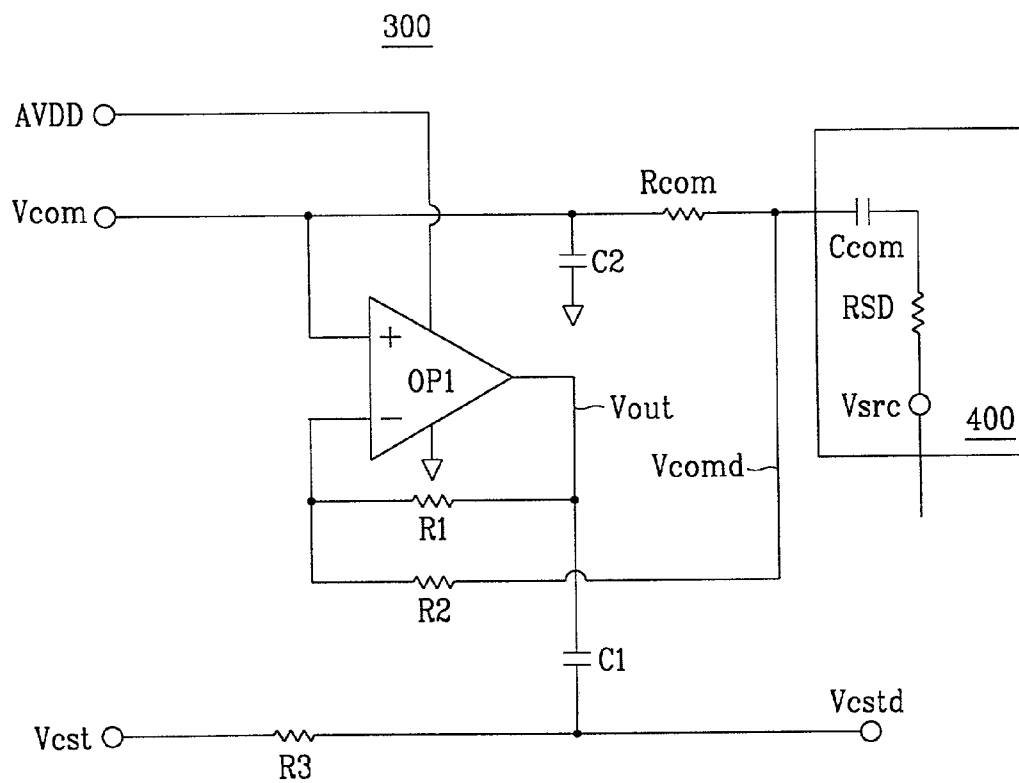 300
AVDD
Vcom
Rcom
C2
Ccom
RSD
+
OP1
−
Vout
Vsrc
400
Vcomd
R1
R2
C1
Vcst
R3
Vcstd